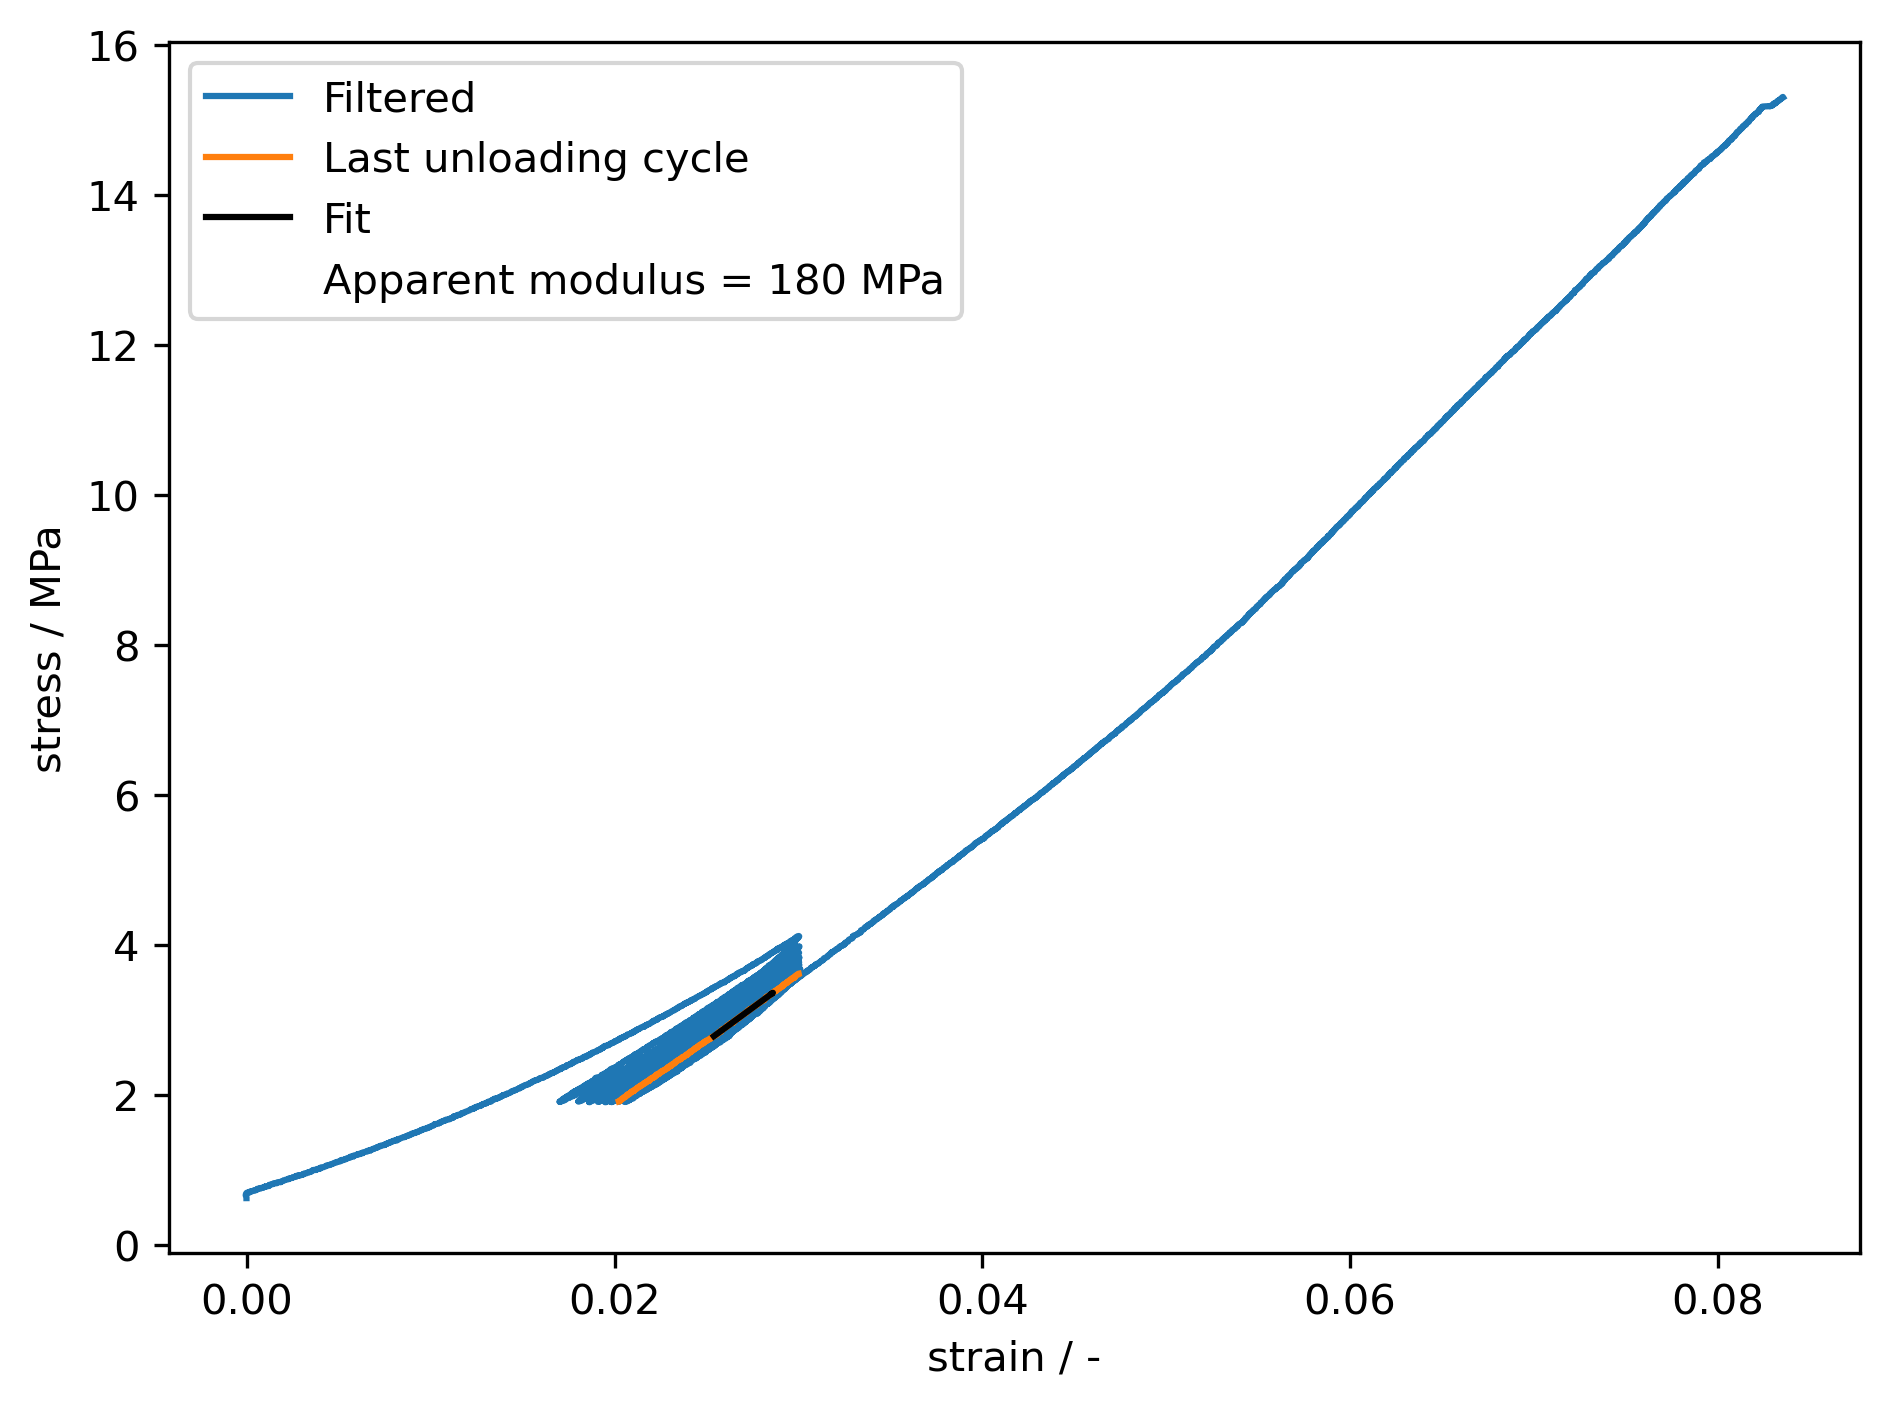 16
14
12
10
8
6
4
2
0
stress / MPa
Filtered
Last unloading cycle
Fit
Apparent modulus = 180 MPa
0.00 0.02 0.04 0.06 0.08
strain / -